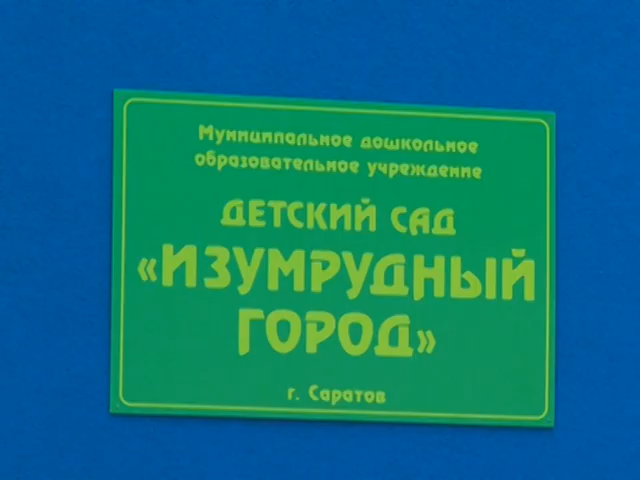 Муниципальное дошкольное
образовательное учреждение
ДЕТСКИЙ САД
«ИЗУМРУДНЫЙ
ГОРОД»
г. Саратов